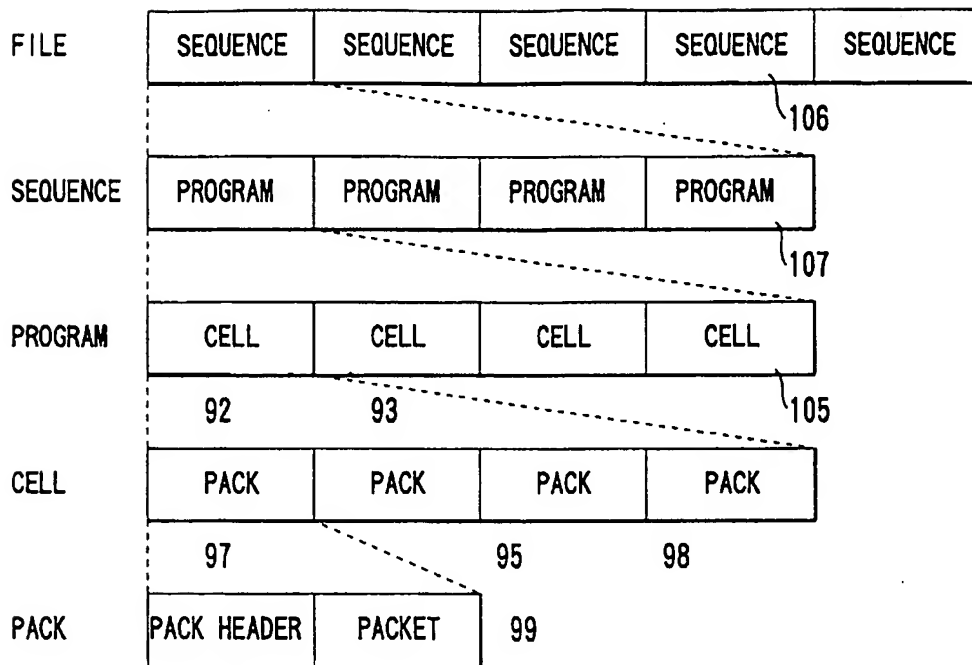 FILE SEQUENCE SEQUENCE SEQUENCE SEQUENCE SEQUENCE
106
SEQUENCE PROGRAM PROGRAM PROGRAM PROGRAM
107
PROGRAM CELL CELL CELL CELL
92 93 105
CELL PACK PACK PACK PACK
97 95 98
PACK PACK HEADER PACKET 99